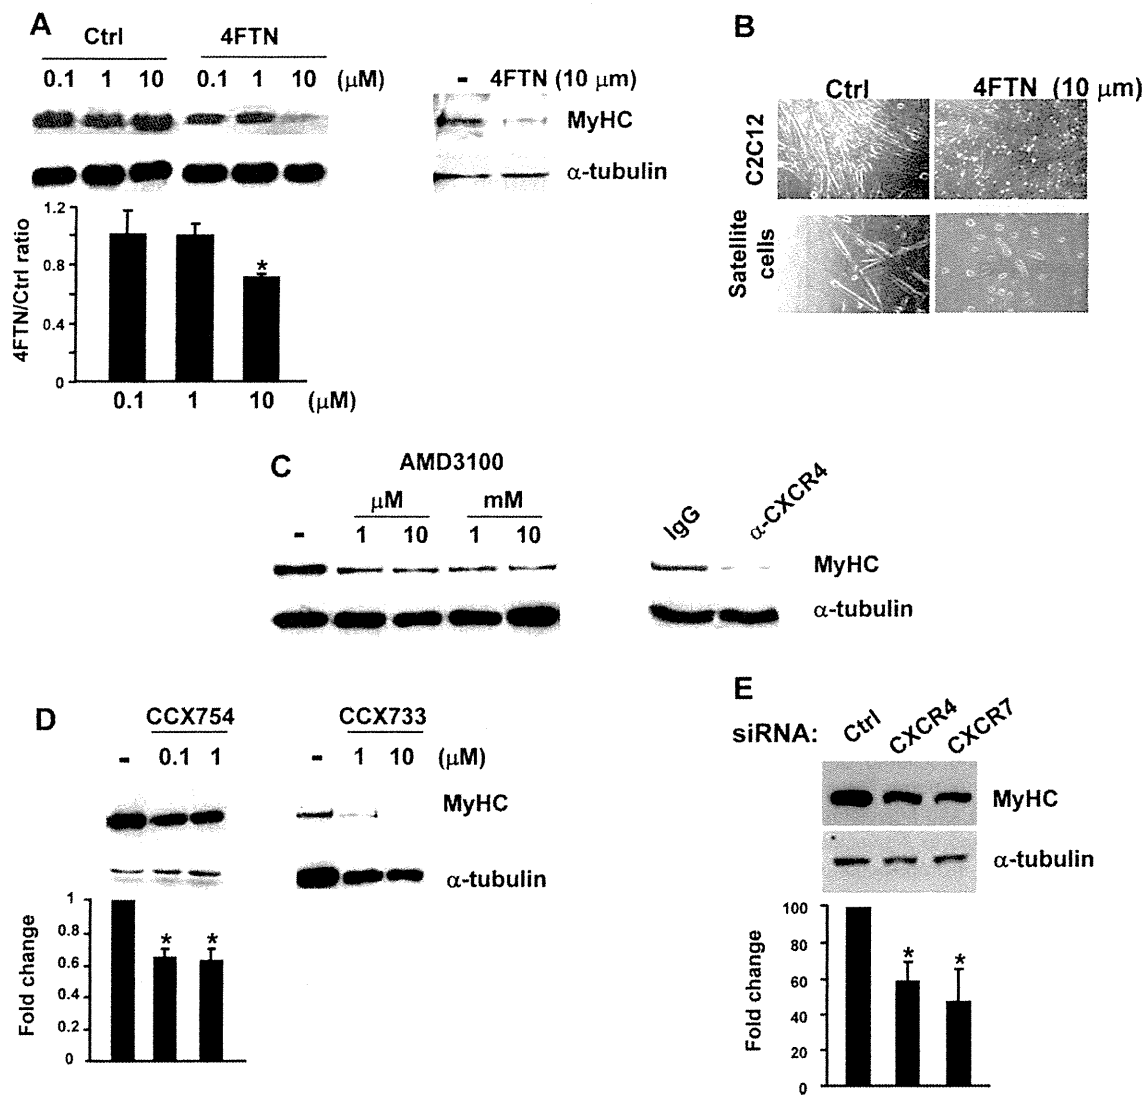 A
Ctrl 4FTN
0.1 1 10 0.1 1 10 (μM)
- 4FTN (10 μm)
MyHC
α-tubulin
4FTN/Ctrl ratio
1.2
0.8
*
0.4
0
0.1 1 10 (μM)
B
Ctrl 4FTN (10 μm)
C2C12
Satellite
cells
C
AMD3100
μM mM
- 1 10 1 10
IgG α-CXCR4
MyHC
α-tubulin
D
CCX754 CCX733
- 0.1 1 - 1 10 (μM)
MyHC
α-tubulin
Fold change
1
0.8
* *
0.6
0.4
0.2
0
E
siRNA: Ctrl CXCR4 CXCR7
MyHC
α-tubulin
Fold change
100
80
* *
60
40
20
0